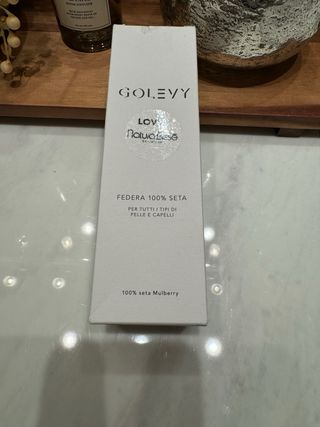 GOLEVY
LOV
FEDERA 100% SETA
PER TUTTI I TIPI DI
PELLE E CAPELLI
100% seta Mulberry